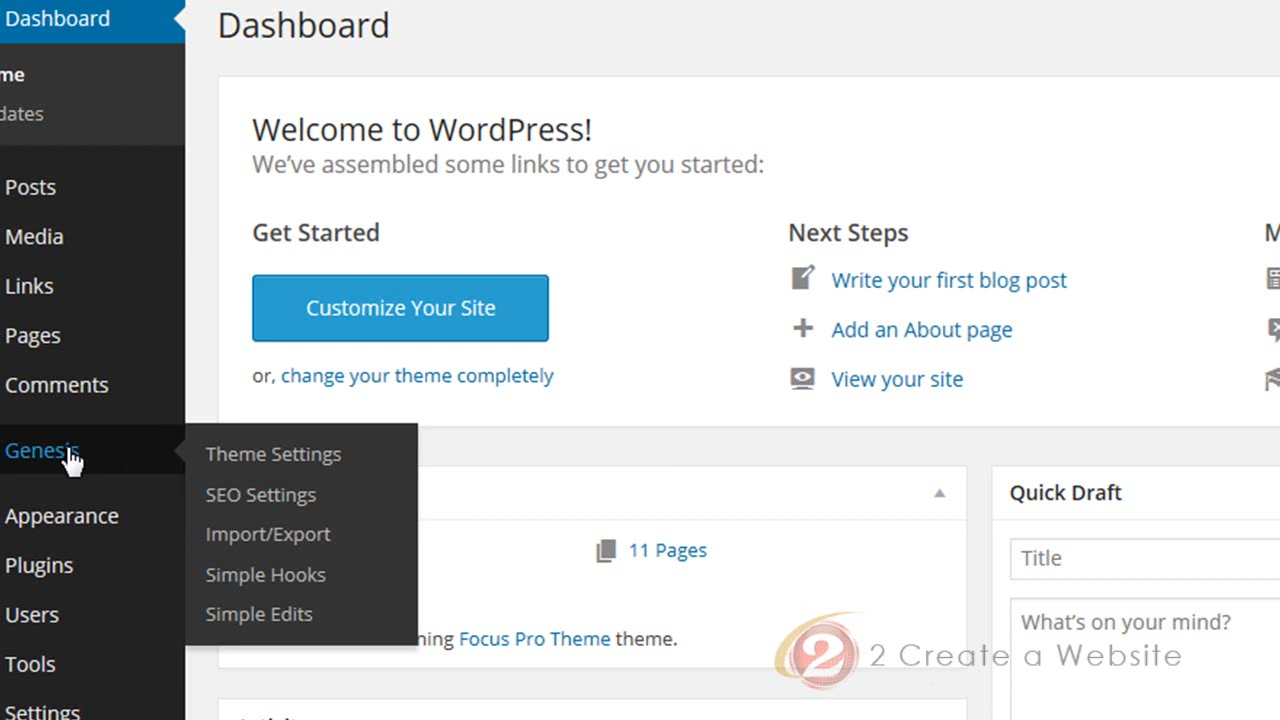 Dashboard
me
dates
Posts
Media
Links
Pages
Comments
Genesis
Appearance
Plugins
Users
Tools
Settings
Theme Settings
SEO Settings
Import/Export
Simple Hooks
Simple Edits
Dashboard
Welcome to WordPress!
We've assembled some links to get you started:
Get Started
Customize Your Site
or, change your theme completely
Next Steps
Write your first blog post
Add an About page
View your site
M
11 Pages
ning Focus Pro Theme theme.
Quick Draft
Title
What's on your mind?
2 2 Create a Website